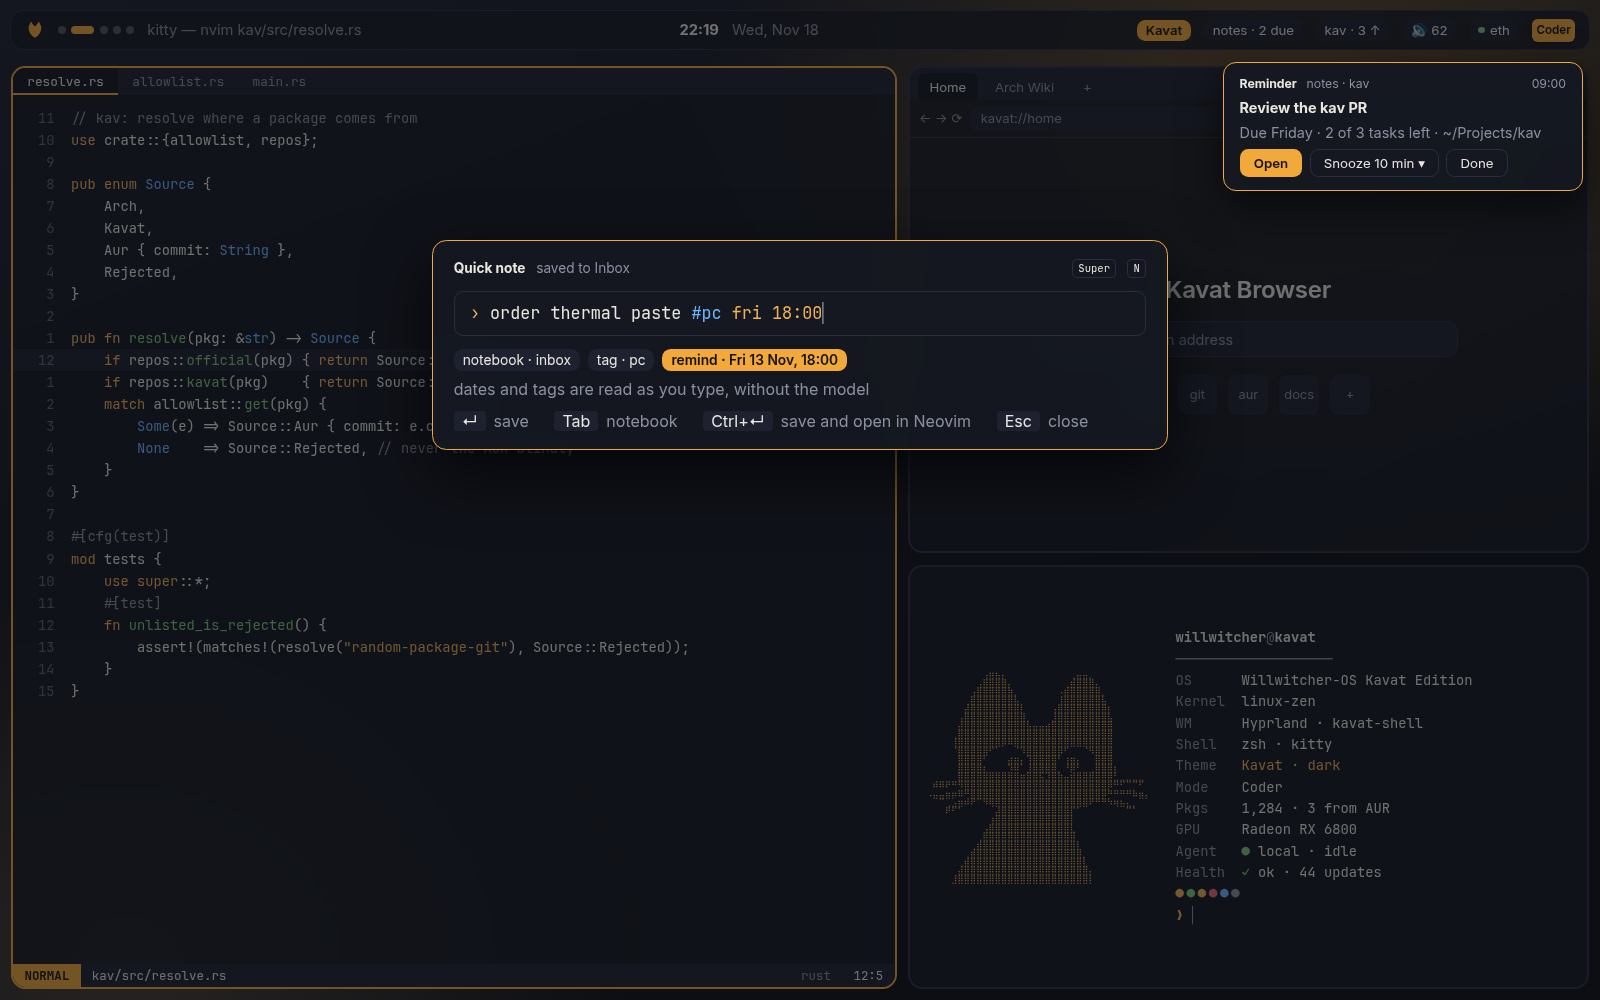 kitty — nvim kav/src/resolve.rs
22:19 Wed, Nov 18
Kavat notes · 2 due kav · 3 ↑ 🔉 62 eth Coder
resolve.rs allowlist.rs main.rs
11 // kav: resolve where a package comes from
10 use crate::{allowlist, repos};
9
8 pub enum Source {
7 Arch,
6 Kavat,
5 Aur { commit: String },
4 Rejected,
3 }
2
1 pub fn resolve(pkg: &str) -> Source {
12 if repos::official(pkg) { return Source:
1 if repos::kavat(pkg) { return Source:
2 match allowlist::get(pkg) {
3 Some(e) => Source::Aur { commit: e.c
4 None => Source::Rejected, // never
5 }
6 }
7
8 #[cfg(test)]
9 mod tests {
10 use super::*;
11 #[test]
12 fn unlisted_is_rejected() {
13 assert!(matches!(resolve("random-package-git"), Source::Rejected));
14 }
15 }
NORMAL kav/src/resolve.rs rust 12:5
Home Arch Wiki +
← → ⟳ kavat://home
Kavat Browser
address
git aur docs +
Reminder notes · kav 09:00
Review the kav PR
Due Friday · 2 of 3 tasks left · ~/Projects/kav
Open Snooze 10 min ▾ Done
Quick note saved to Inbox Super N
› order thermal paste #pc fri 18:00
notebook · inbox tag · pc remind · Fri 13 Nov, 18:00
dates and tags are read as you type, without the model
↵ save Tab notebook Ctrl+↵ save and open in Neovim Esc close
willwitcher@kavat
OS Willwitcher-OS Kavat Edition
Kernel linux-zen
WM Hyprland · kavat-shell
Shell zsh · kitty
Theme Kavat · dark
Mode Coder
Pkgs 1,284 · 3 from AUR
GPU Radeon RX 6800
Agent ● local · idle
Health ✓ ok · 44 updates
❯